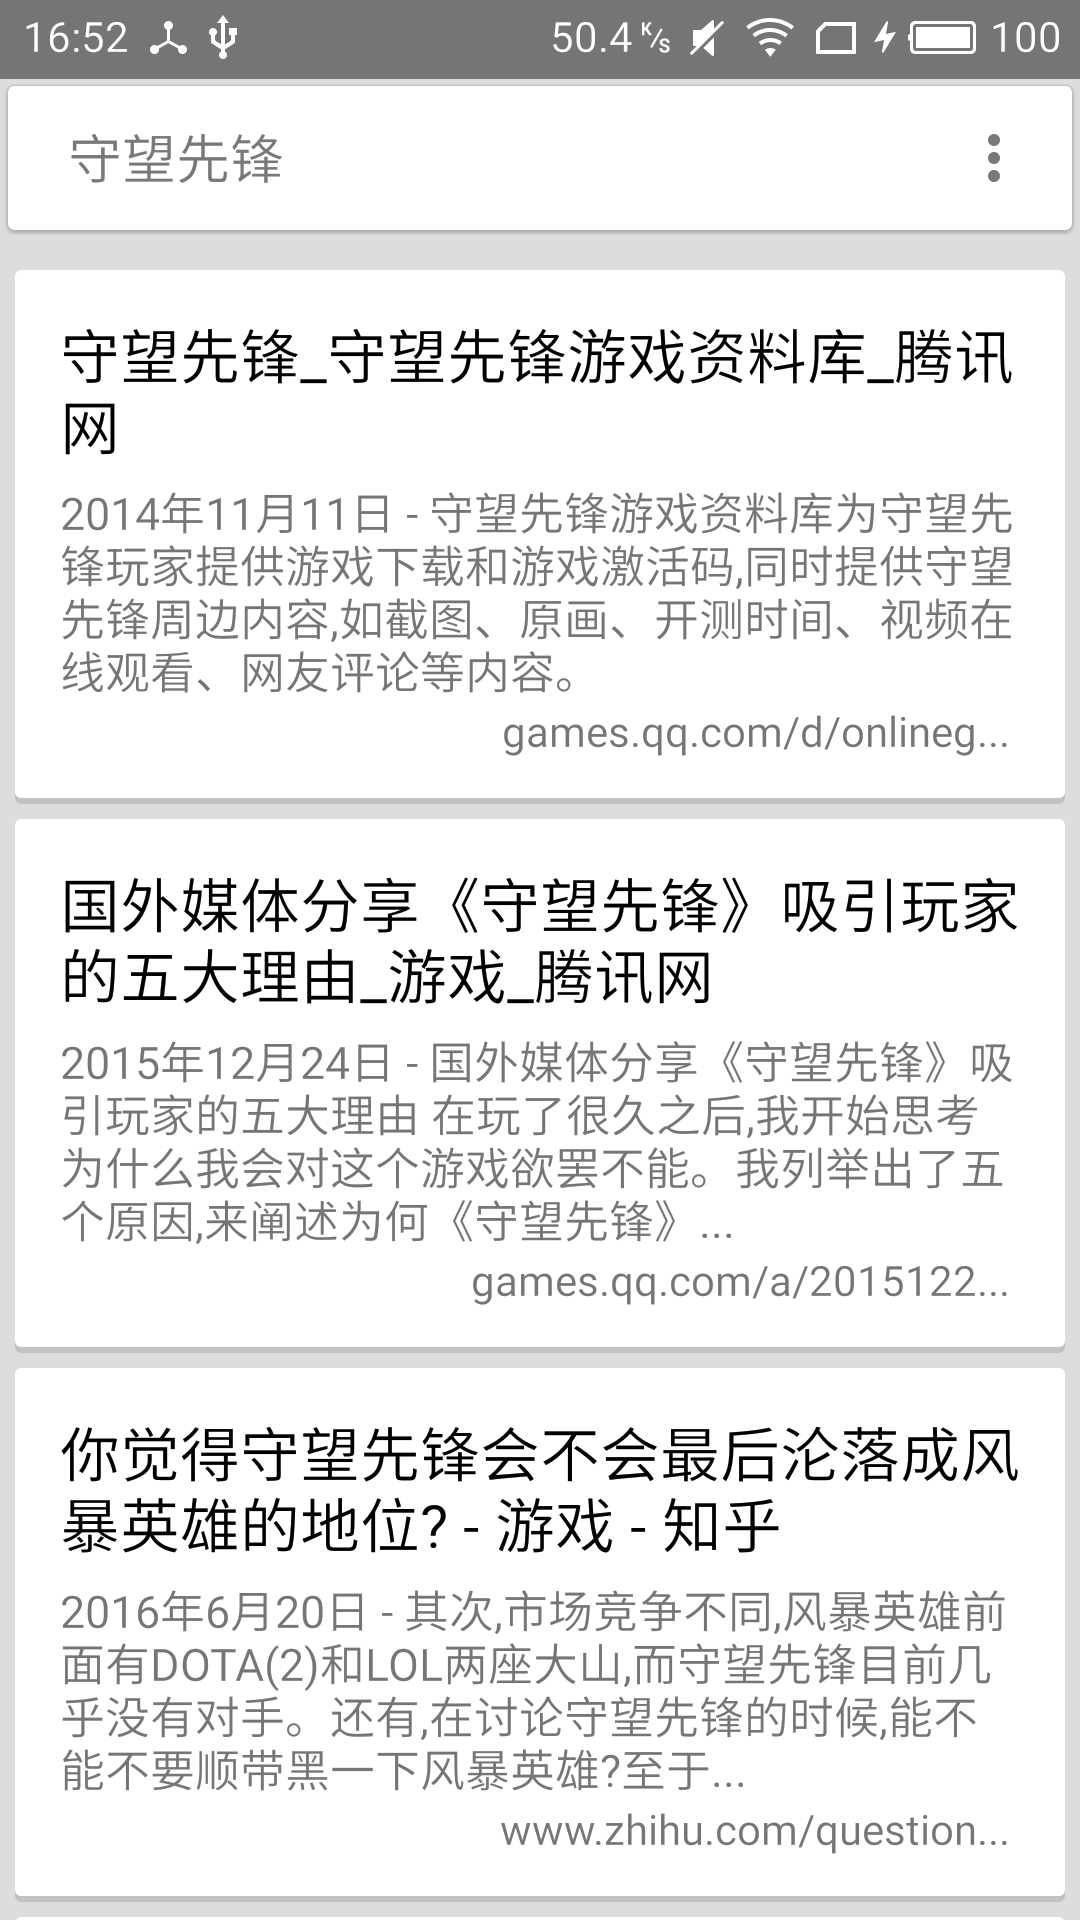 16:52 50.4 K/s 100
守望先锋
守望先锋_守望先锋游戏资料库_腾讯
网
2014年11月11日 - 守望先锋游戏资料库为守望先
锋玩家提供游戏下载和游戏激活码,同时提供守望
先锋周边内容,如截图、原画、开测时间、视频在
线观看、网友评论等内容。
games.qq.com/d/onlineg...
国外媒体分享《守望先锋》吸引玩家
的五大理由_游戏_腾讯网
2015年12月24日 - 国外媒体分享《守望先锋》吸
引玩家的五大理由 在玩了很久之后,我开始思考
为什么我会对这个游戏欲罢不能。我列举出了五
个原因,来阐述为何《守望先锋》...
games.qq.com/a/2015122...
你觉得守望先锋会不会最后沦落成风
暴英雄的地位? - 游戏 - 知乎
2016年6月20日 - 其次,市场竞争不同,风暴英雄前
面有DOTA(2)和LOL两座大山,而守望先锋目前几
乎没有对手。还有,在讨论守望先锋的时候,能不
能不要顺带黑一下风暴英雄?至于...
www.zhihu.com/question...